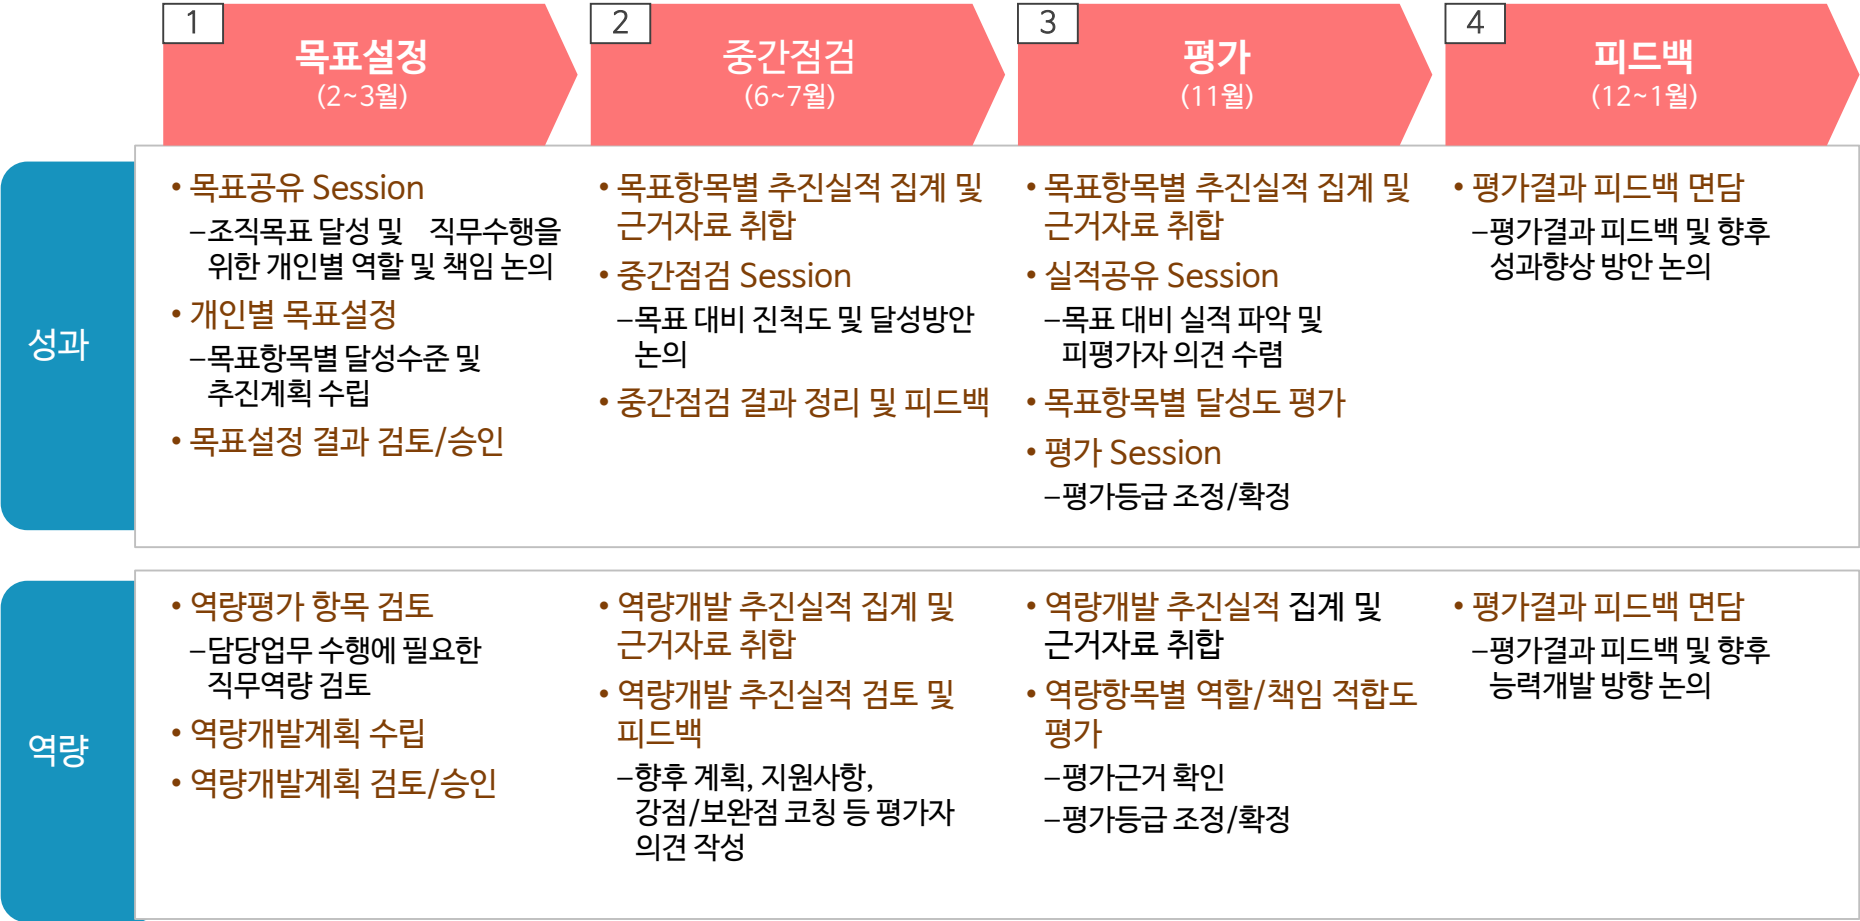 1
목표설정
(2~3월)
2
중간점검
(6~7월)
3
평가
(11월)
4
피드백
(12~1월)
성과
• 목표공유 Session
–조직목표 달성 및 직무수행을
위한 개인별 역할 및 책임 논의
• 개인별 목표설정
–목표항목별 달성수준 및
추진계획 수립
• 목표설정 결과 검토/승인
• 목표항목별 추진실적 집계 및
근거자료 취합
• 중간점검 Session
–목표 대비 진척도 및 달성방안
논의
• 중간점검 결과 정리 및 피드백
• 목표항목별 추진실적 집계 및
근거자료 취합
• 실적공유 Session
–목표 대비 실적 파악 및
피평가자 의견 수렴
• 목표항목별 달성도 평가
• 평가 Session
–평가등급 조정/확정
• 평가결과 피드백 면담
–평가결과 피드백 및 향후
성과향상 방안 논의
역량
• 역량평가 항목 검토
–담당업무 수행에 필요한
직무역량 검토
• 역량개발계획 수립
• 역량개발계획 검토/승인
• 역량개발 추진실적 집계 및
근거자료 취합
• 역량개발 추진실적 검토 및
피드백
–향후 계획, 지원사항,
강점/보완점 코칭 등 평가자
의견 작성
• 역량개발 추진실적 집계 및
근거자료 취합
• 역량항목별 역할/책임 적합도
평가
–평가근거 확인
–평가등급 조정/확정
• 평가결과 피드백 면담
–평가결과 피드백 및 향후
능력개발 방향 논의